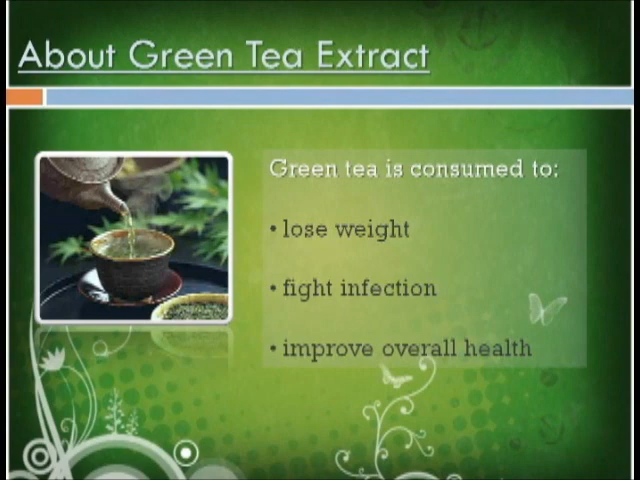 About Green Tea Extract
Green tea is consumed to:
• lose weight
• fight infection
• improve overall health